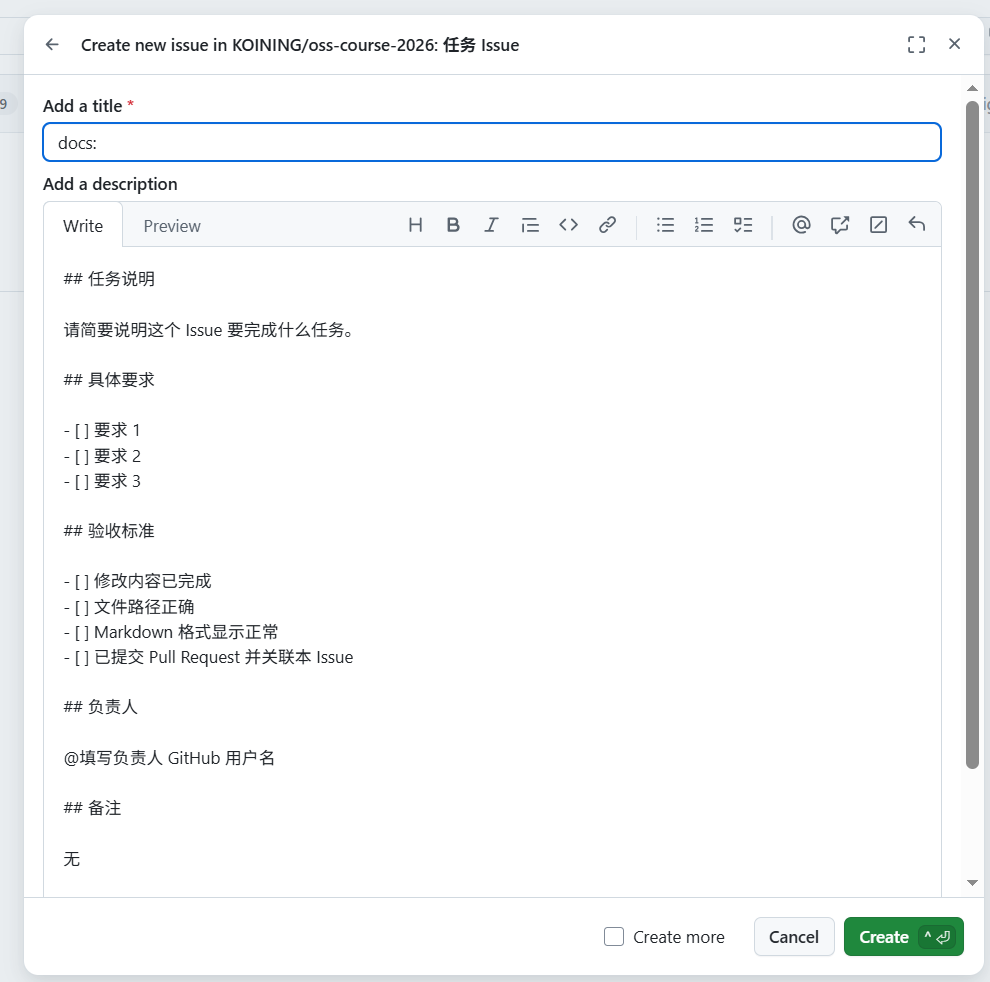 Create new issue in KOINING/oss-course-2026: 任务 Issue
9
Add a title *
docs:
Add a description
Write
Preview
## 任务说明
请简要说明这个 Issue 要完成什么任务。
## 具体要求
- [ ] 要求 1
- [ ] 要求 2
- [ ] 要求 3
## 验收标准
- [ ] 修改内容已完成
- [ ] 文件路径正确
- [ ] Markdown 格式显示正常
- [ ] 已提交 Pull Request 并关联本 Issue
## 负责人
@填写负责人 GitHub 用户名
## 备注
无
Create more
Cancel
Create